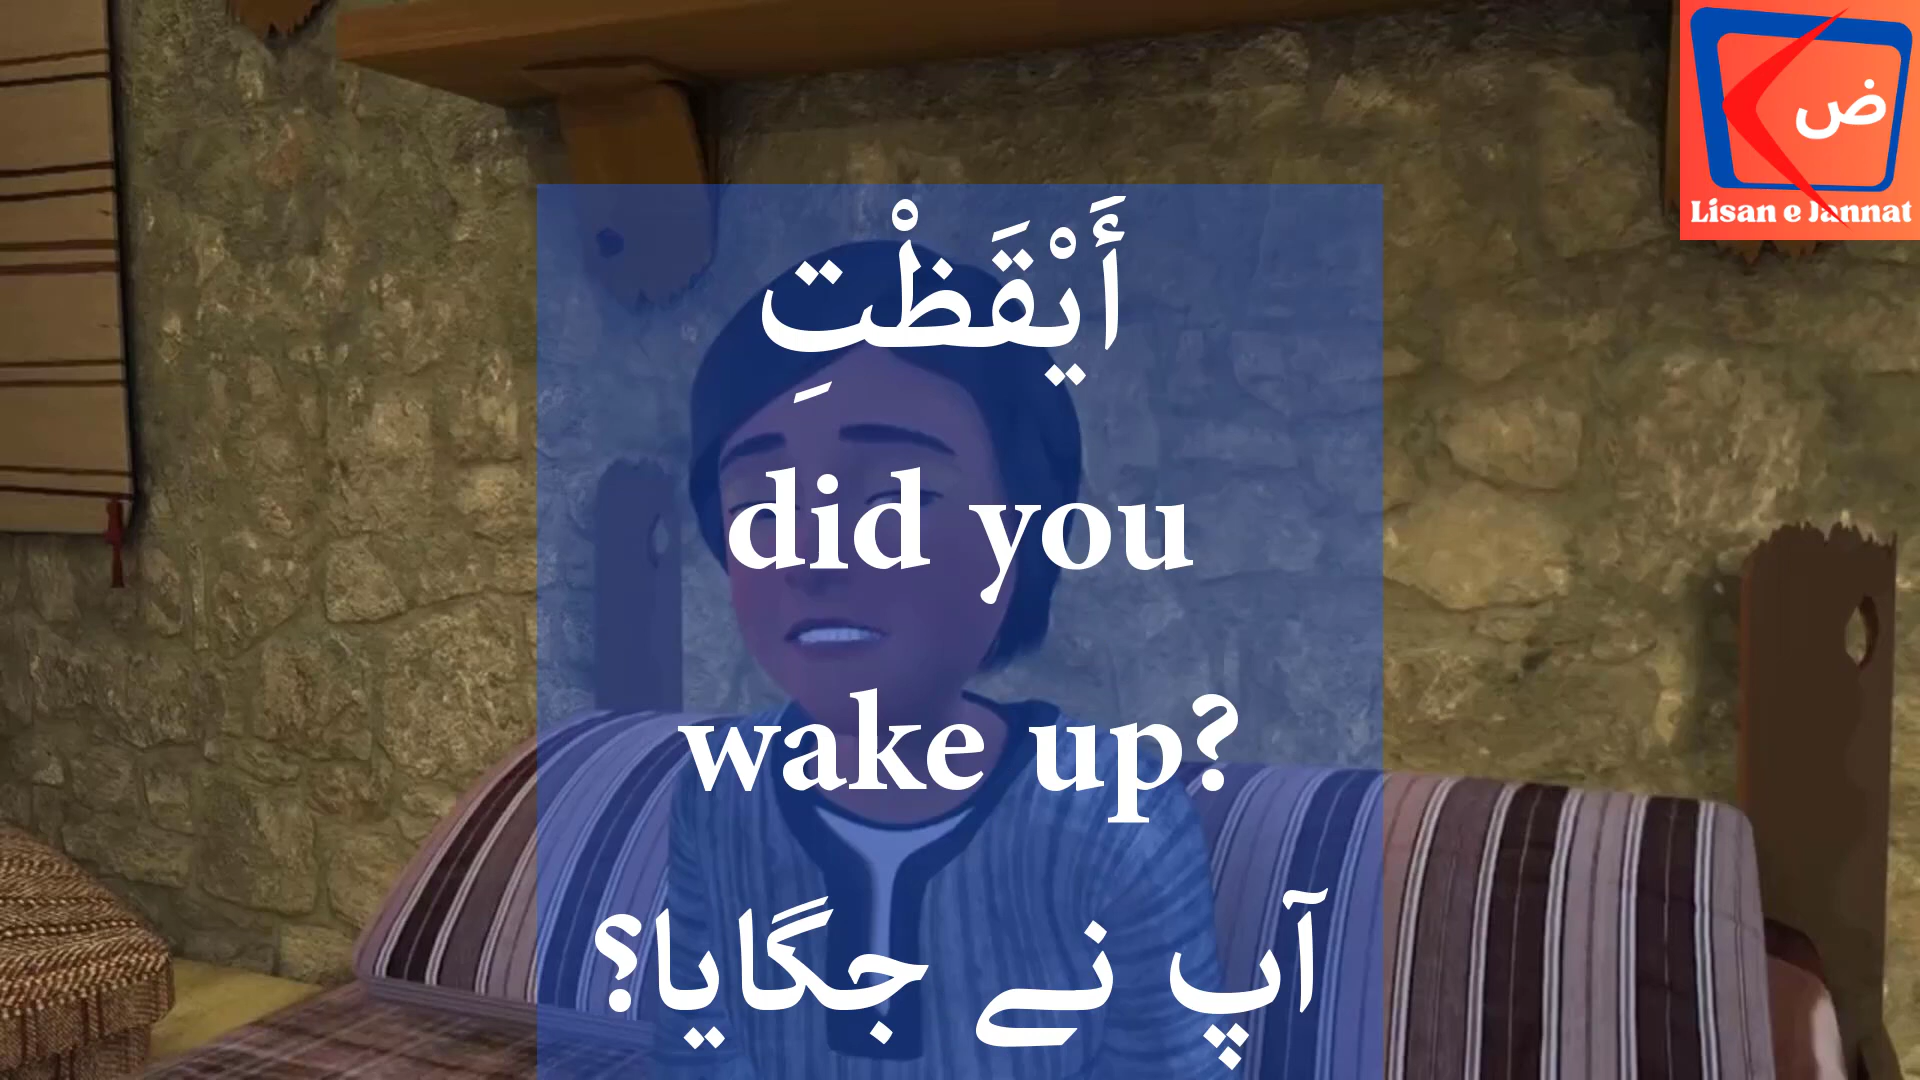 ض
Lisan e Jannat
أَيْقَظْتِ
did you
wake up?
آپ نے جگایا؟